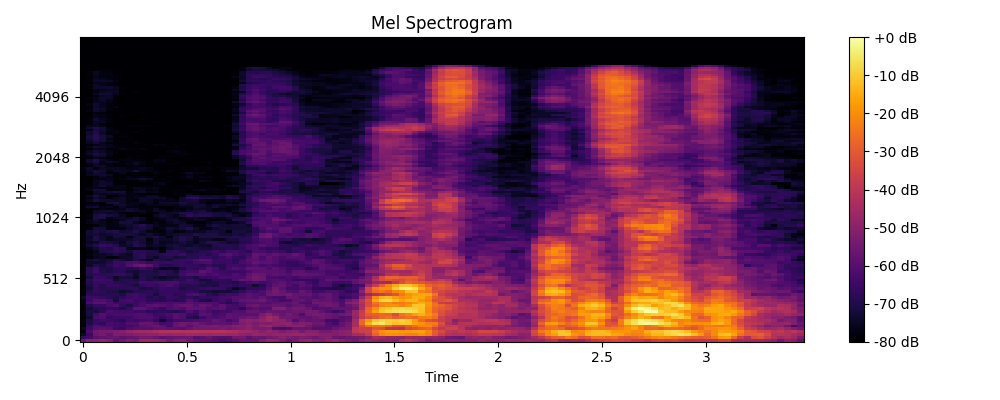 Mel Spectrogram
+0 dB
-10 dB
-20 dB
-30 dB
-40 dB
-50 dB
-60 dB
-70 dB
-80 dB
Hz
4096
2048
1024
512
0
0 0.5 1 1.5 2 2.5 3
Time